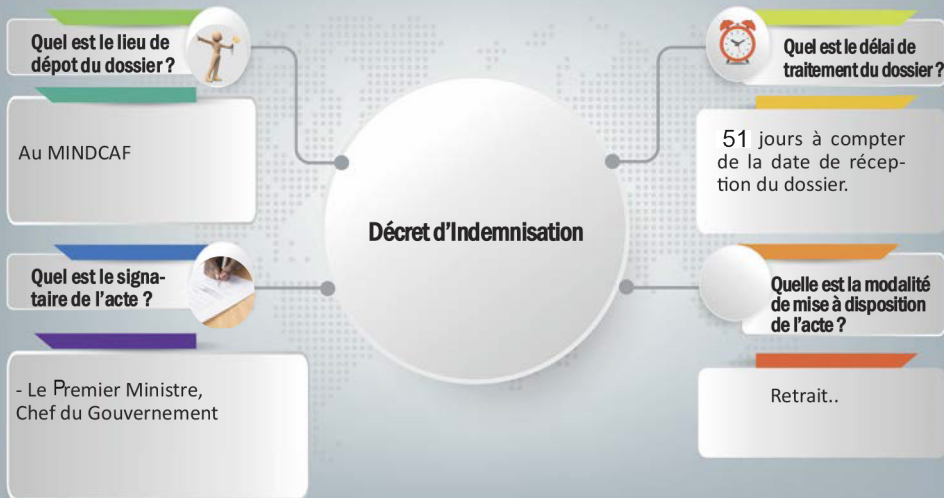 Quel est le lieu de
dépot du dossier ?
Au MINDCAF
Quel est le délai de
traitement du dossier ?
51 jours à compter
de la date de récep-
tion du dossier.
Décret d'Indemnisation
Quel est le signa-
taire de l'acte ?
- Le Premier Ministre,
Chef du Gouvernement
Quelle est la modalité
de mise à disposition
de l'acte ?
Retrait..